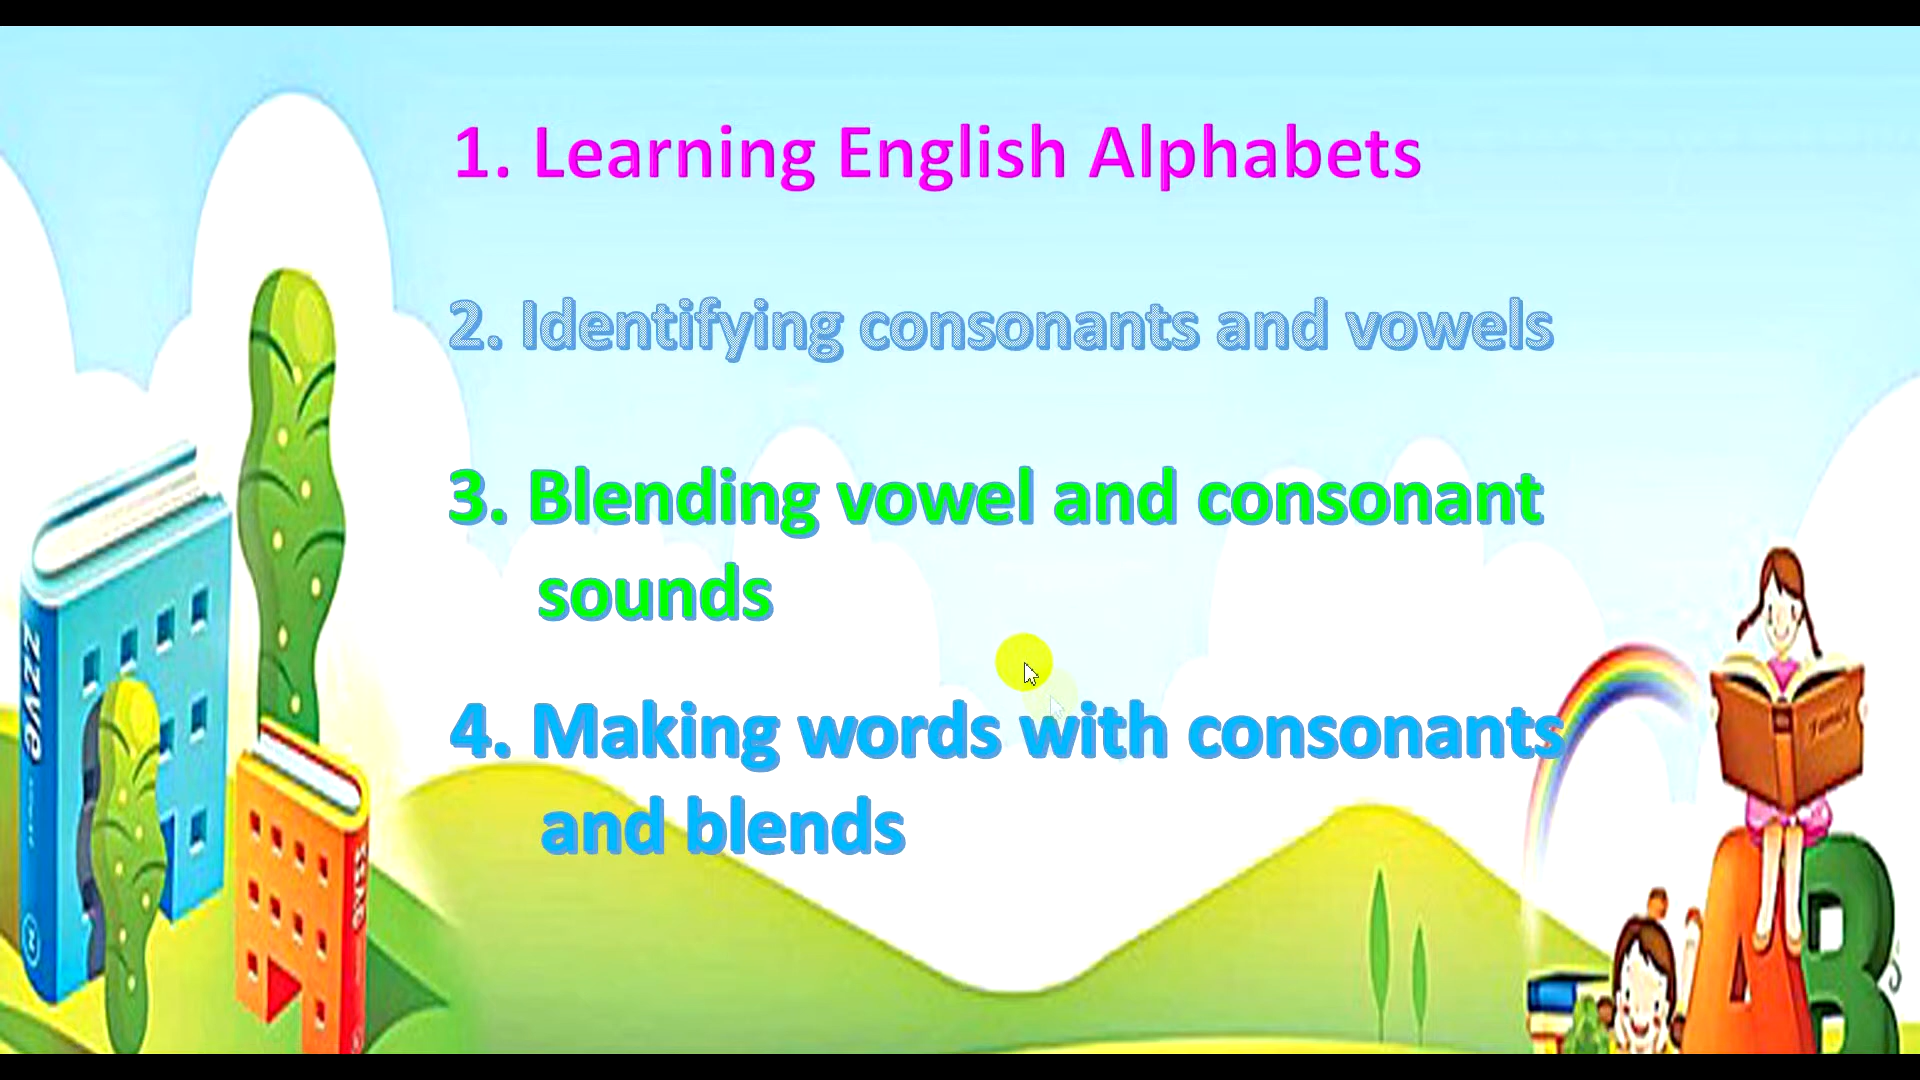 1. Learning English Alphabets
2. Identifying consonants and vowels
3. Blending vowel and consonant
sounds
4. Making words with consonants
and blends
zzve
A
B